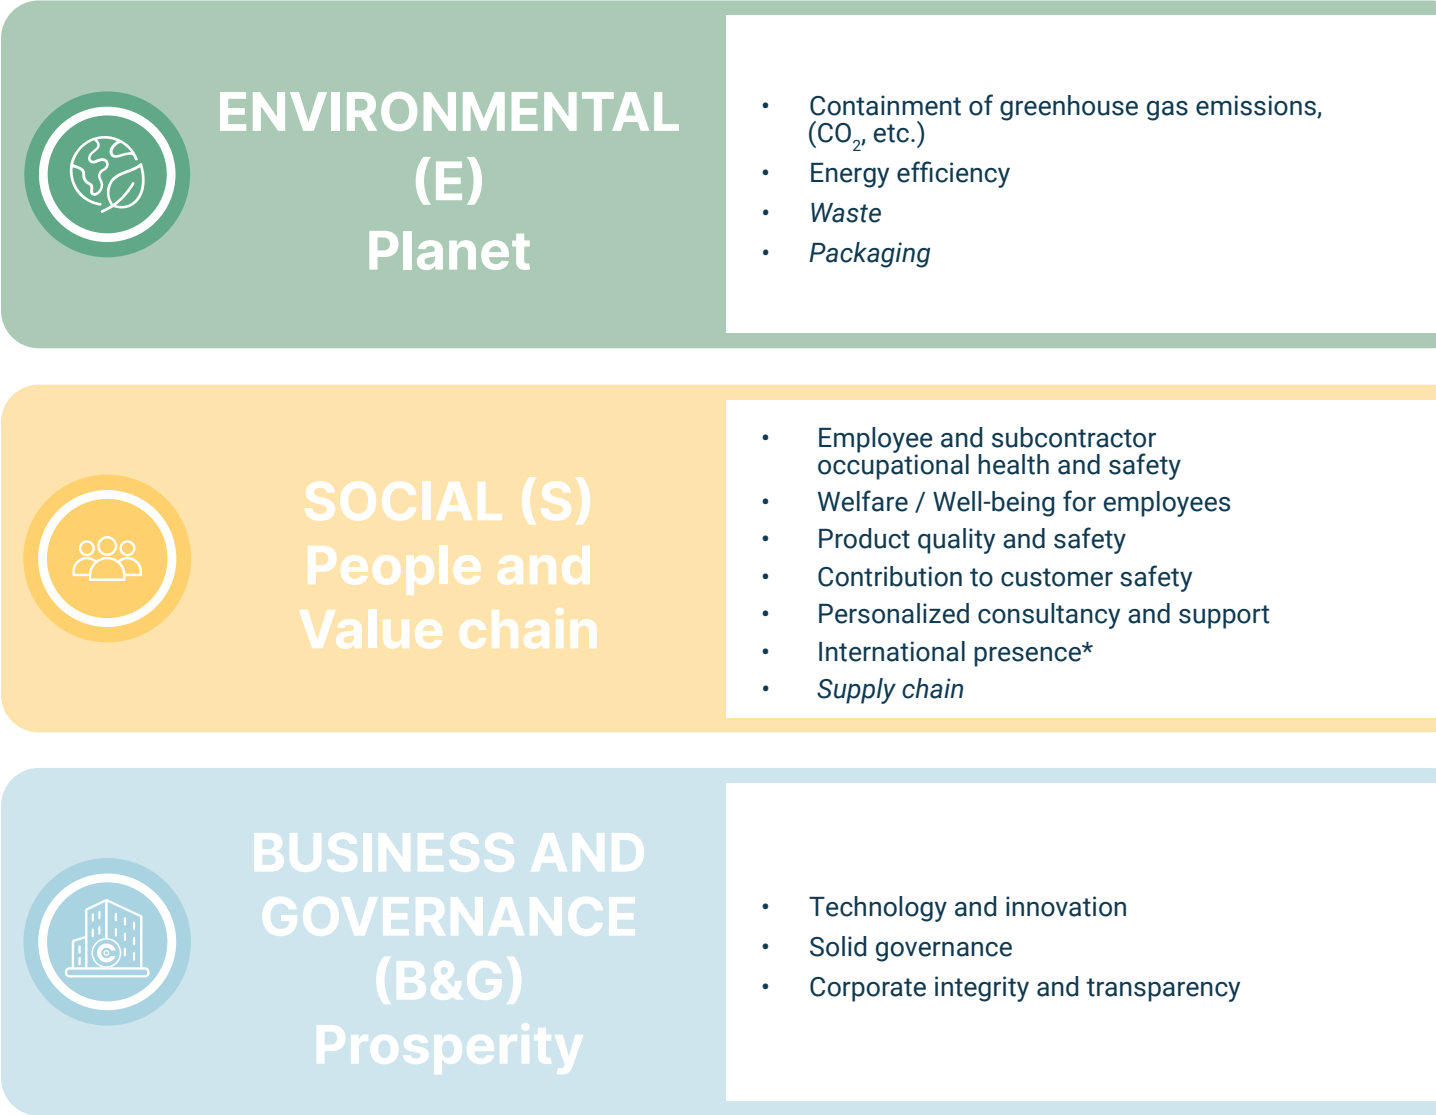 ENVIRONMENTAL
(E)
Planet
• Containment of greenhouse gas emissions,
(CO₂, etc.)
• Energy efficiency
• Waste
• Packaging
SOCIAL (S)
People and
Value chain
• Employee and subcontractor
occupational health and safety
• Welfare / Well-being for employees
• Product quality and safety
• Contribution to customer safety
• Personalized consultancy and support
• International presence*
• Supply chain
BUSINESS AND
GOVERNANCE
(B&G)
Prosperity
• Technology and innovation
• Solid governance
• Corporate integrity and transparency